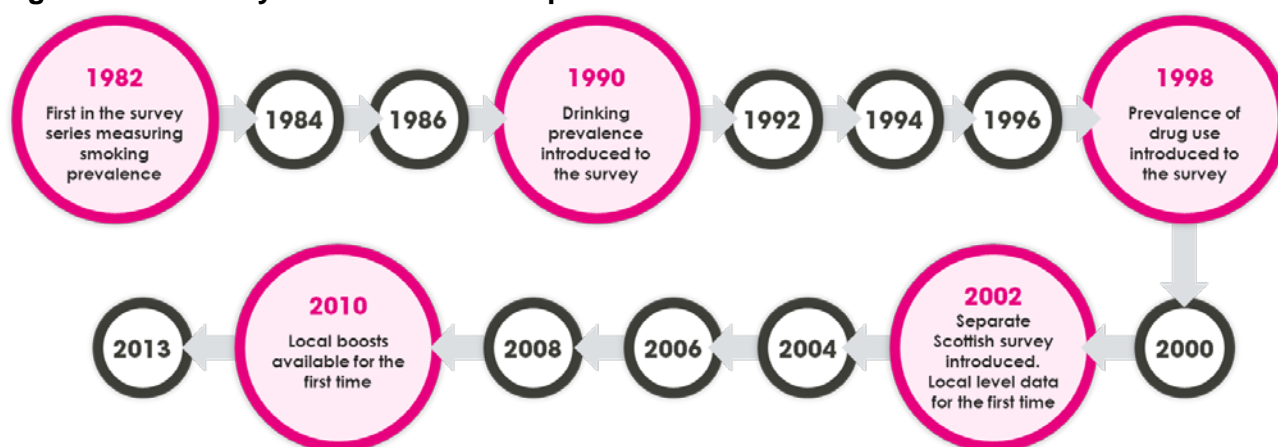 1982
First in the survey
series measuring
smoking
prevalence
1984
1986
1990
Drinking
prevalence
introduced to
the survey
1992
1994
1996
1998
Prevalence of
drug use
introduced to
the survey
2000
2002
Separate
Scottish survey
introduced.
Local level data
for the first time
2004
2006
2008
2010
Local boosts
available for the
first time
2013